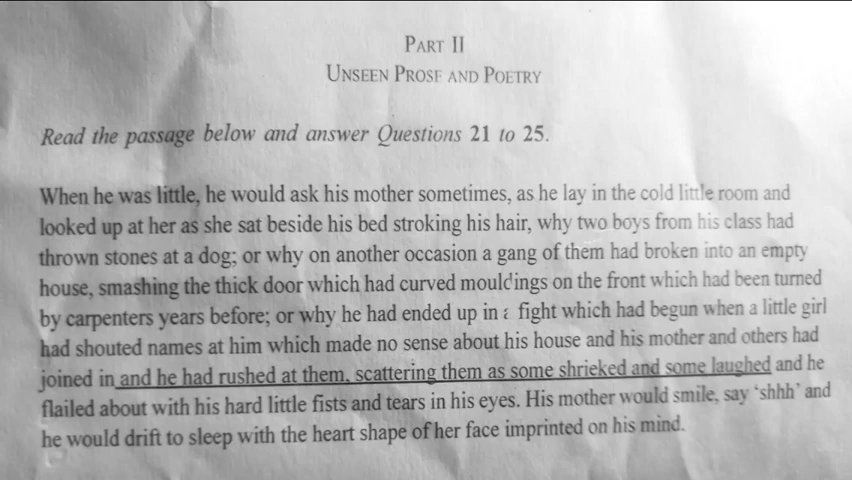 PART II
UNSEEN PROSE AND POETRY
Read the passage below and answer Questions 21 to 25.
When he was little, he would ask his mother sometimes, as he lay in the cold little room and
looked up at her as she sat beside his bed stroking his hair, why two boys from his class had
thrown stones at a dog; or why on another occasion a gang of them had broken into an empty
house, smashing the thick door which had curved mouldings on the front which had been turned
by carpenters years before; or why he had ended up in a fight which had begun when a little girl
had shouted names at him which made no sense about his house and his mother and others had
joined in and he had rushed at them, scattering them as some shrieked and some laughed and he
flailed about with his hard little fists and tears in his eyes. His mother would smile, say ‘shhh’ and
he would drift to sleep with the heart shape of her face imprinted on his mind.